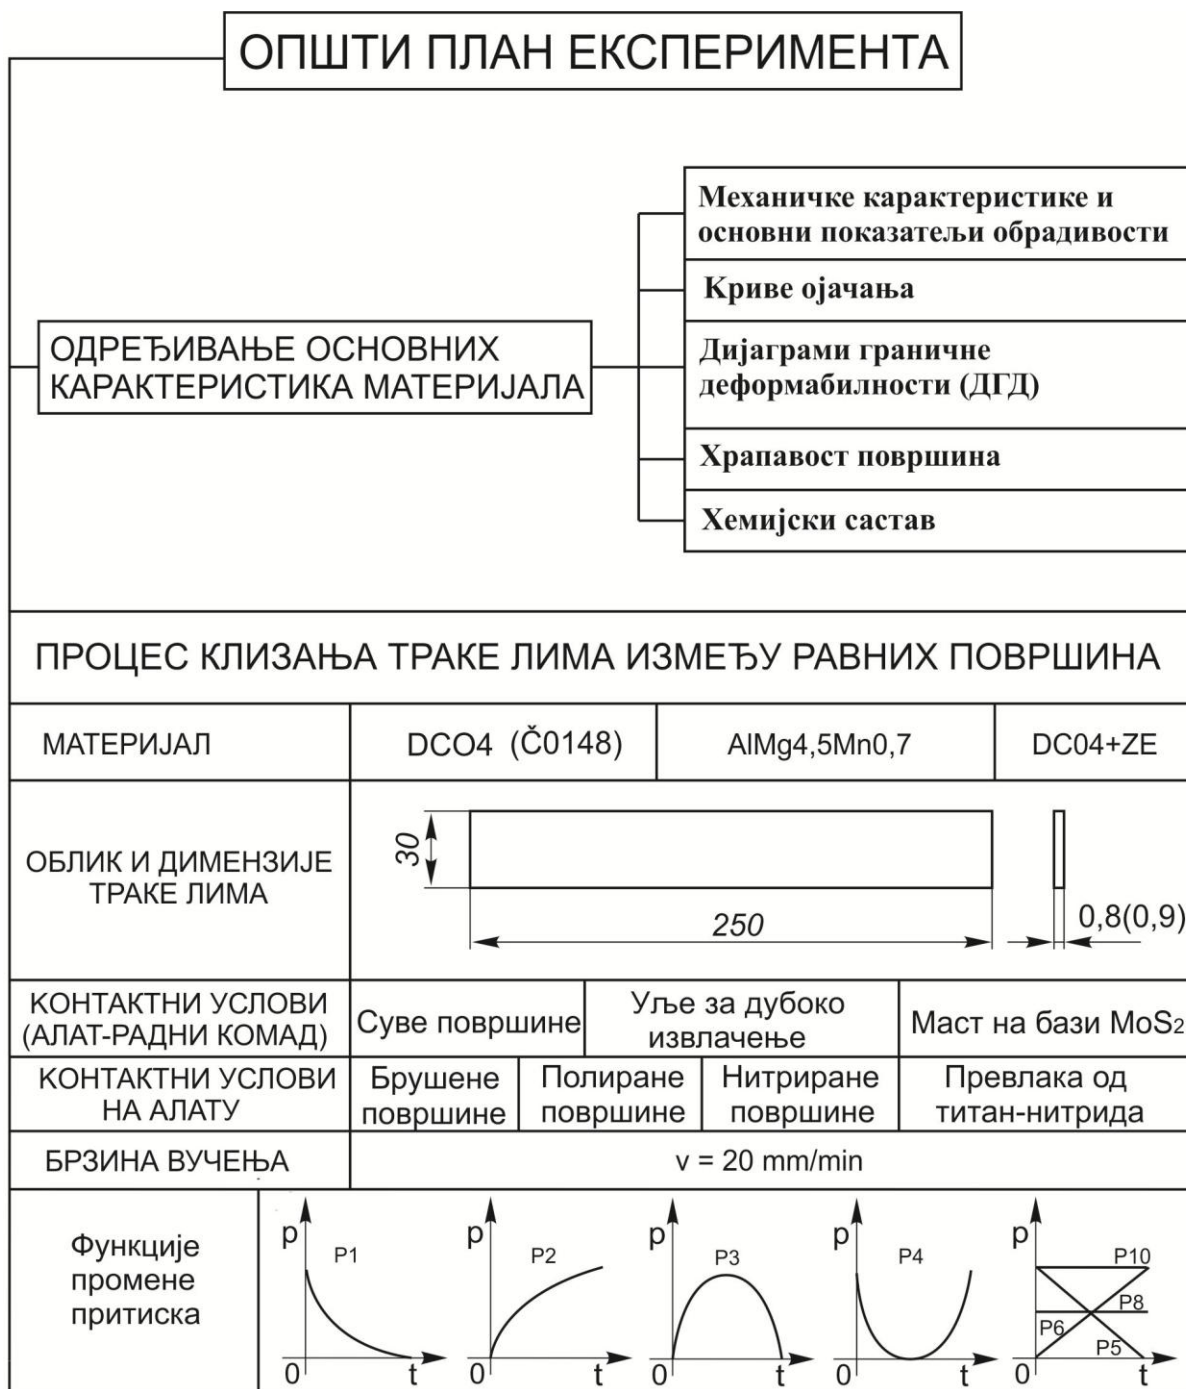 ОПШТИ ПЛАН ЕКСПЕРИМЕНТА
Механичке карактеристике и
основни показатељи обрадивости
Криве ојачања
ОДРЕЂИВАЊЕ ОСНОВНИХ
КАРАКТЕРИСТИКА МАТЕРИЈАЛА
Дијаграми граничне
деформабилности (ДГД)
Храпавост површина
Хемијски састав
ПРОЦЕС КЛИЗАЊА ТРАКЕ ЛИМА ИЗМЕЂУ РАВНИХ ПОВРШИНА
МАТЕРИЈАЛ
DCO4 (Č0148)
AlMg4,5Mn0,7
DC04+ZE
ОБЛИК И ДИМЕНЗИЈЕ
ТРАКЕ ЛИМА
30
250
0,8(0,9)
КОНТАКТНИ УСЛОВИ
(АЛАТ-РАДНИ КОМАД)
Суве површине
Уље за дубоко
извлачење
Маст на бази MoS2
КОНТАКТНИ УСЛОВИ
НА АЛАТУ
Брушене
површине
Полиране
површине
Нитриране
површине
Превлака од
титан-нитрида
БРЗИНА ВУЧЕЊА
v = 20 mm/min
Функције
промене
притиска
p
P1
0
t
p
P2
0
t
p
P3
0
t
p
P4
0
t
p
P10
P8
P6
P5
0
t